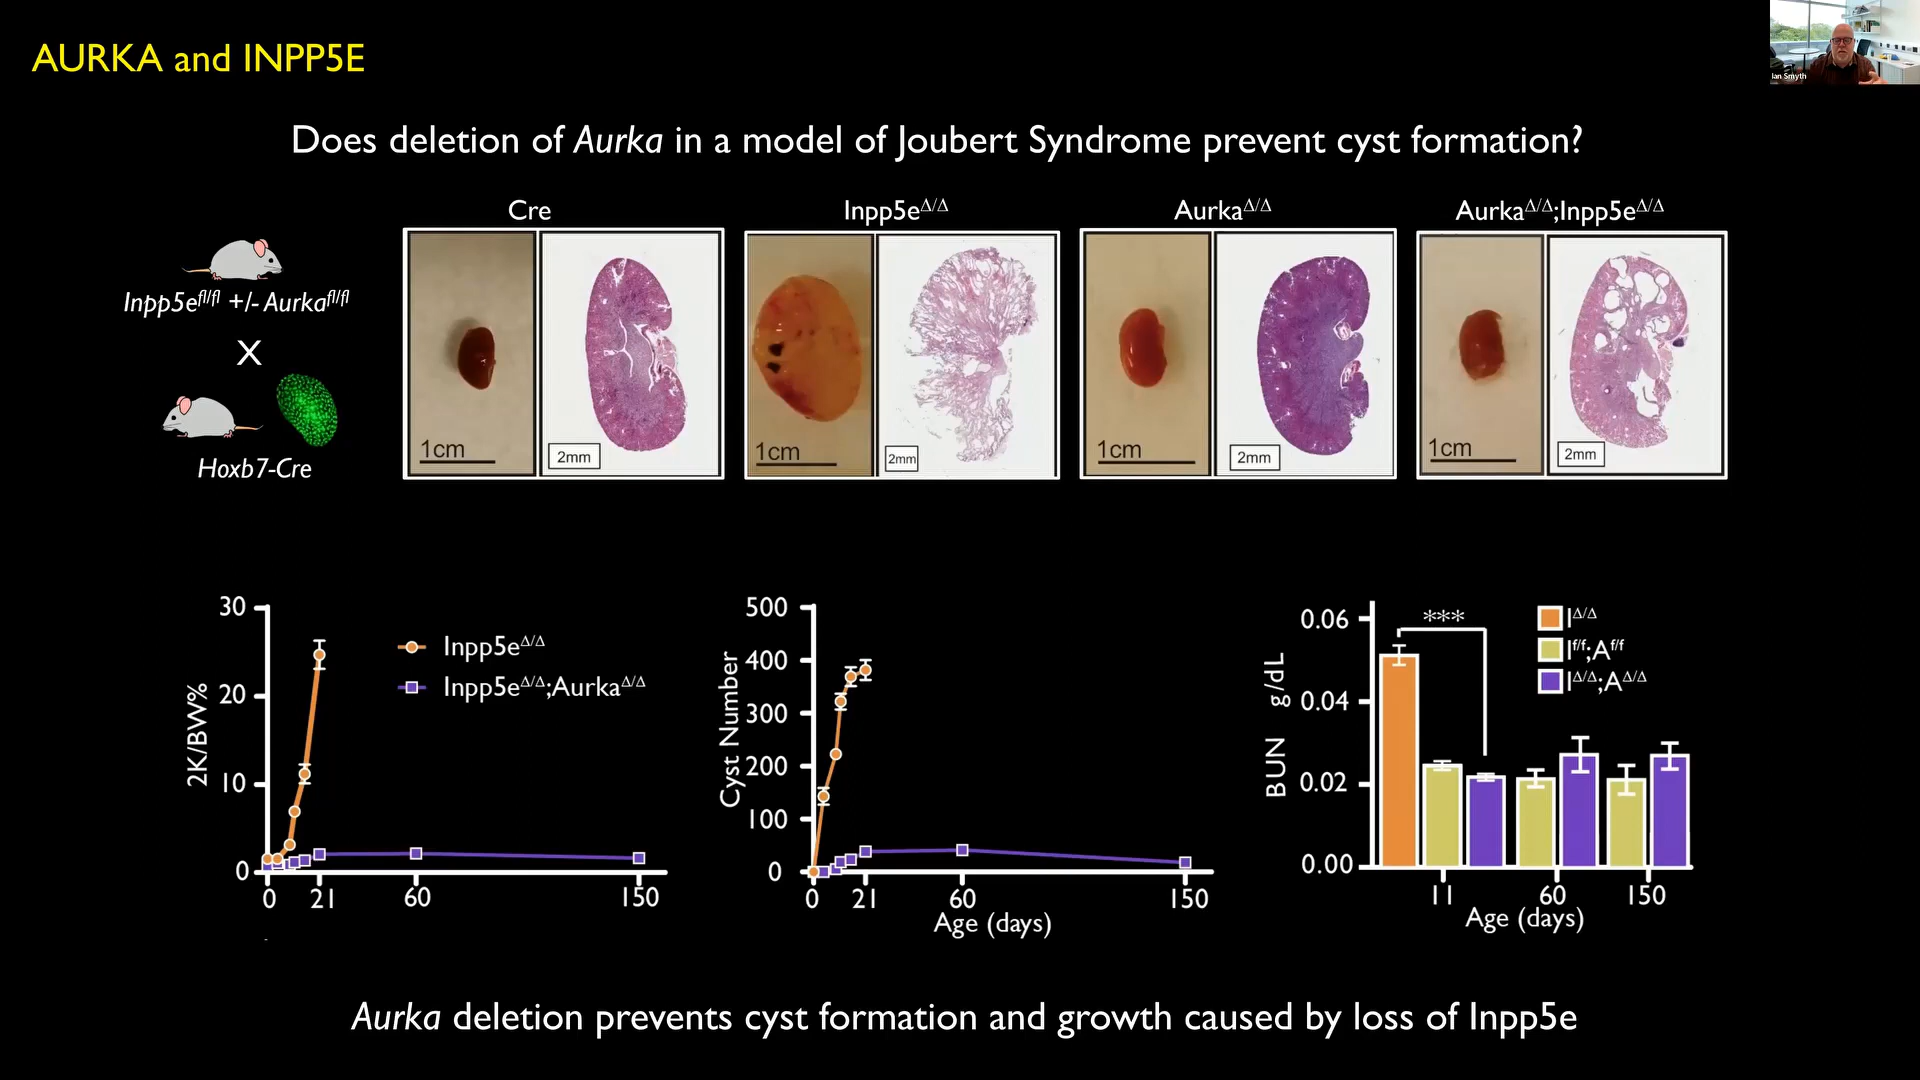 AURKA and INPP5E
Ian Smyth
Does deletion of Aurka in a model of Joubert Syndrome prevent cyst formation?
Cre
Inpp5eΔ/Δ
AurkaΔ/Δ
AurkaΔ/Δ;Inpp5eΔ/Δ
Inpp5efl/fl +/- Aurkafl/fl
X
Hoxb7-Cre
1cm
2mm
1cm
2mm
1cm
2mm
1cm
2mm
2K/BW%
30
20
10
0
0 21 60 150
Inpp5eΔ/Δ
Inpp5eΔ/Δ;AurkaΔ/Δ
Cyst Number
500
400
300
200
100
0
0 21 60 150
Age (days)
BUN g/dL
0.06
0.04
0.02
0.00
***
IΔ/Δ
If/f;Af/f
IΔ/Δ;AΔ/Δ
11 60 150
Age (days)
Aurka deletion prevents cyst formation and growth caused by loss of Inpp5e